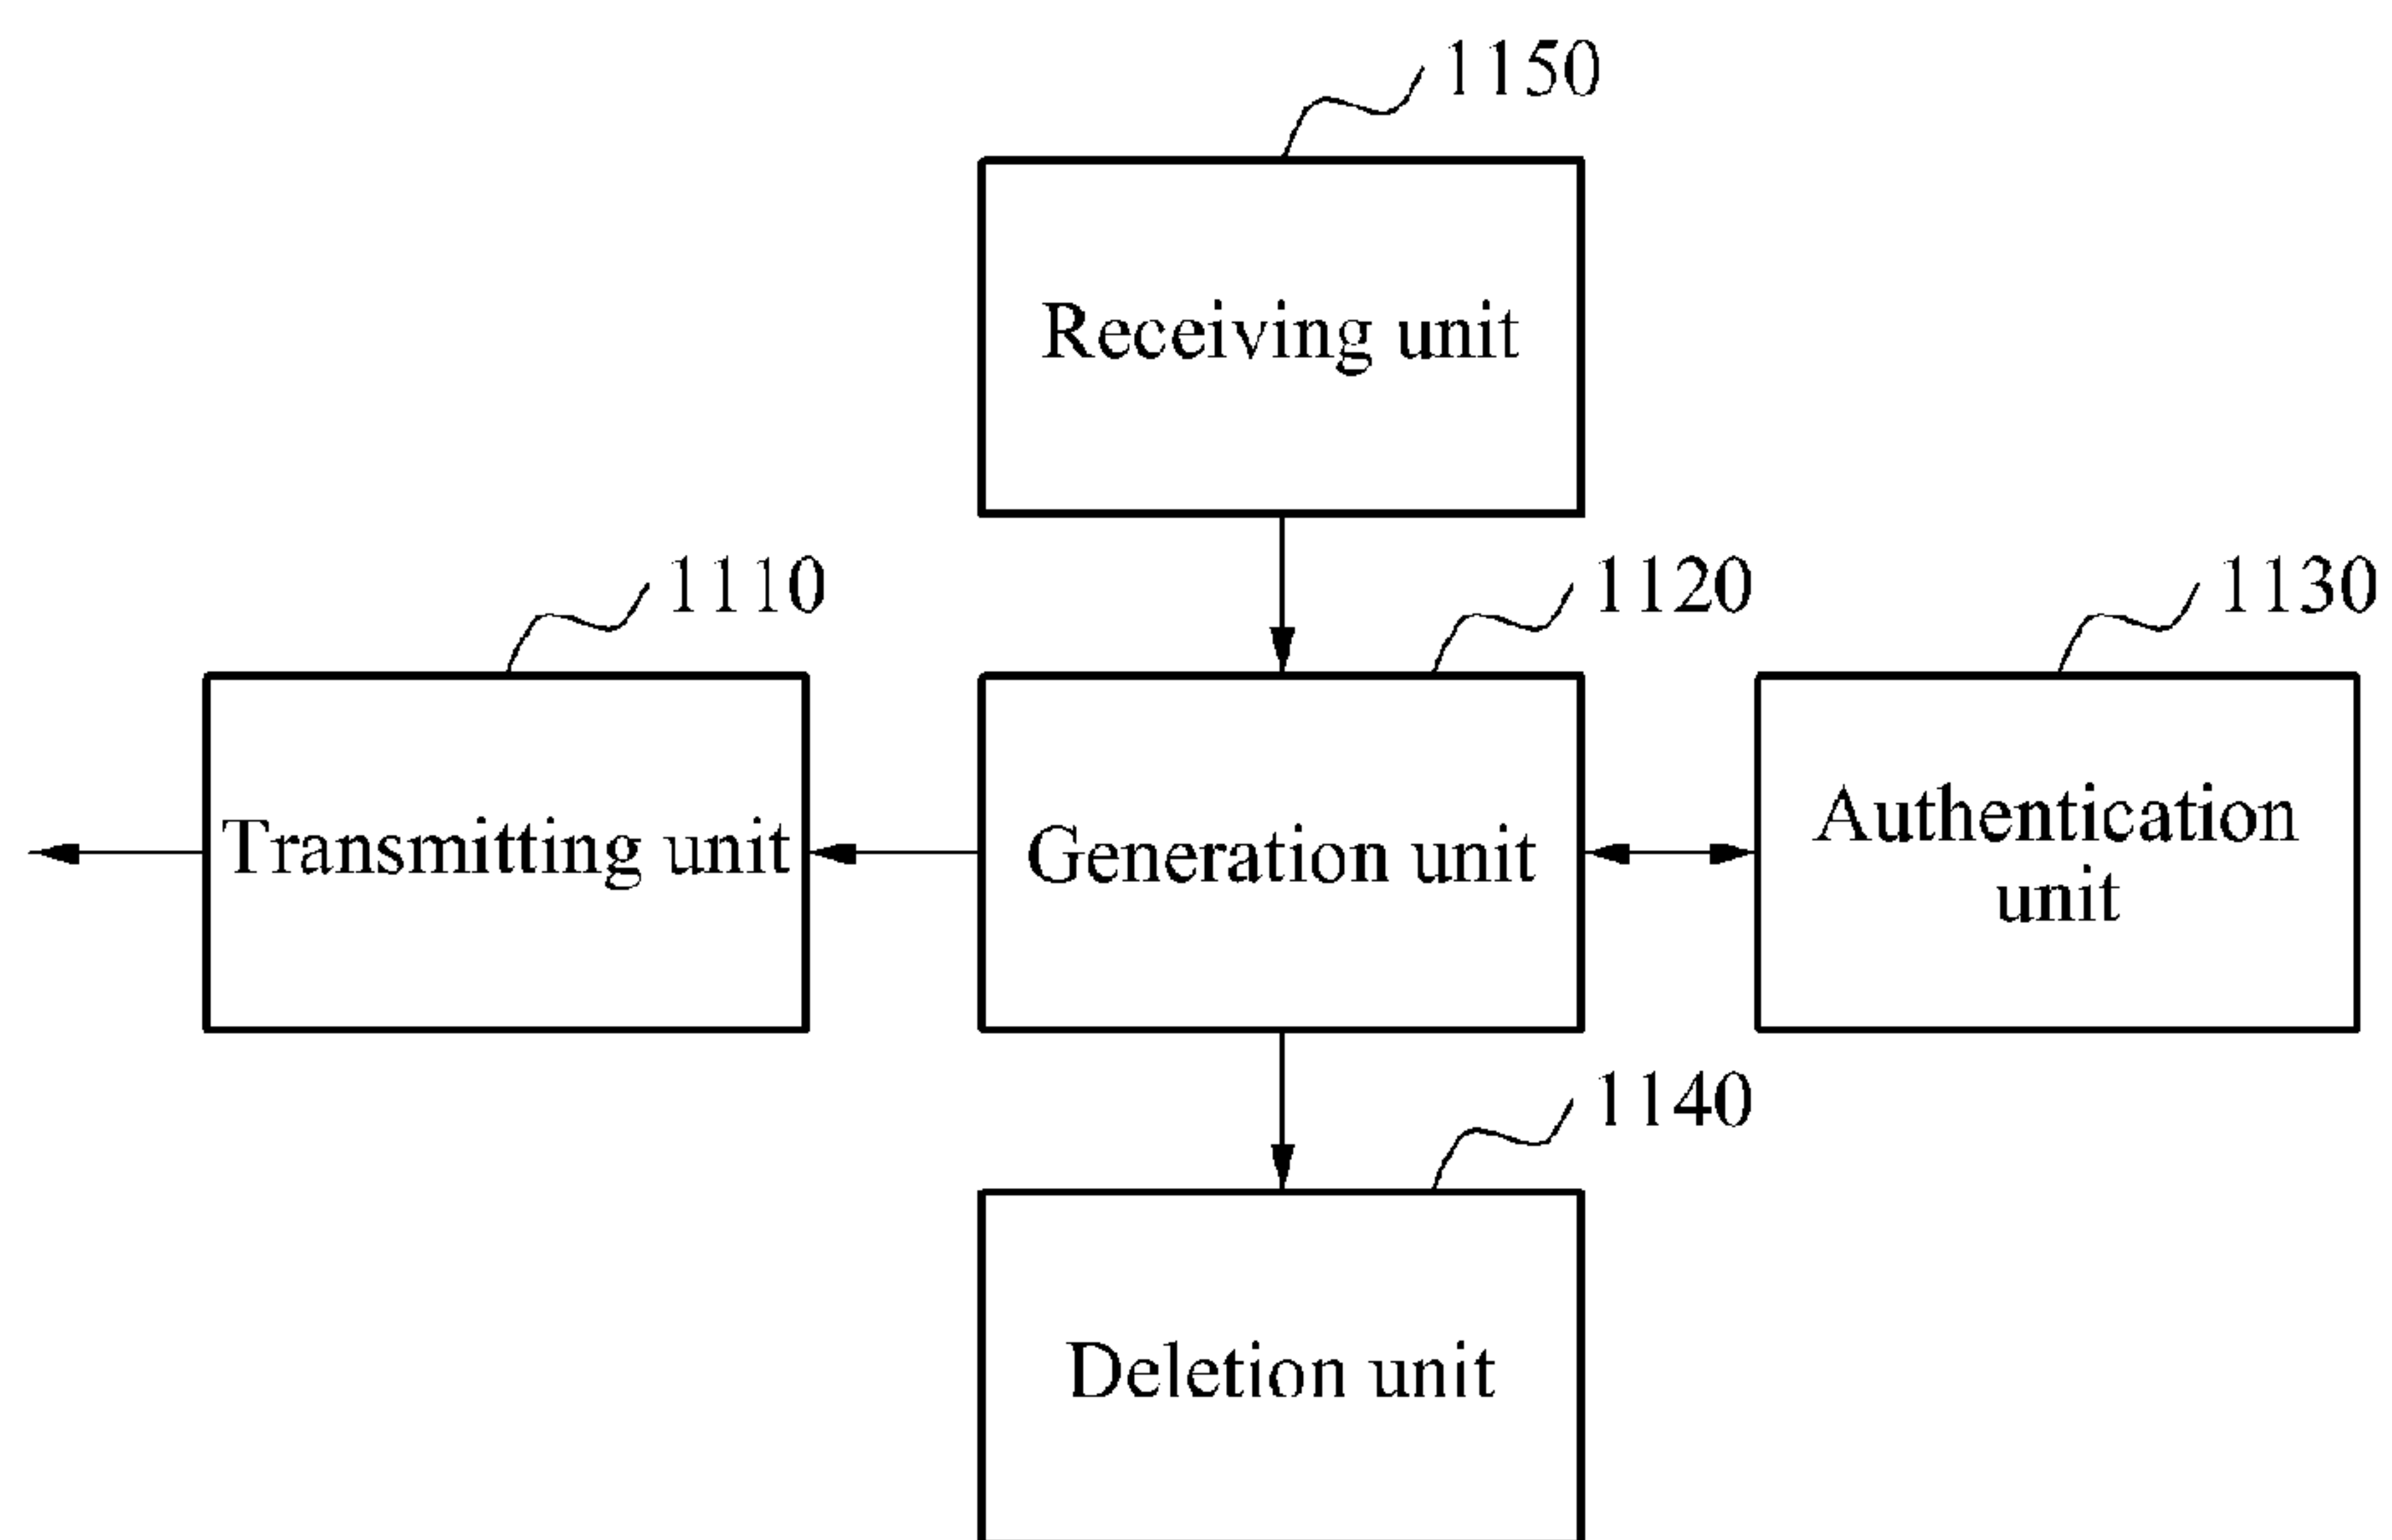 1150
Receiving unit
1110
1120
1130
Transmitting unit
Generation unit
Authentication
unit
1140
Deletion unit